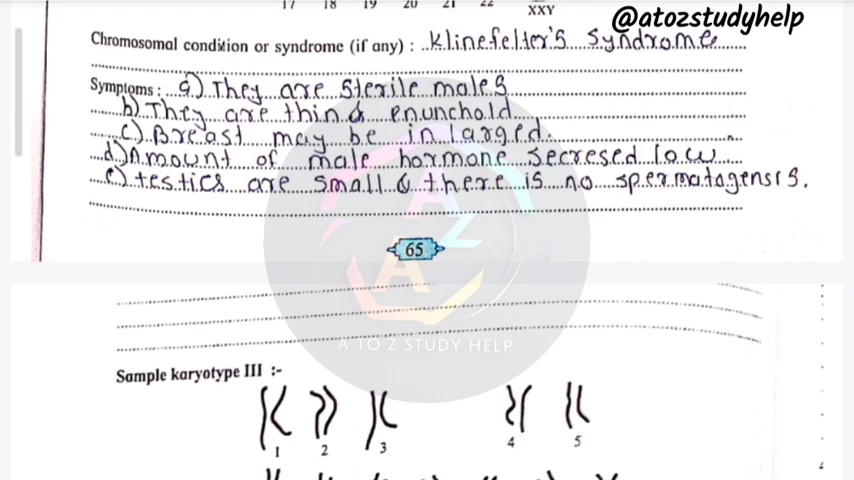 17 18 19 20 21 22 XXY
@atozstudyhelp
Chromosomal condition or syndrome (if any) : Klinefelter's Syndrome
Symptoms : a) They are Sterile males
b) They are thin & enunchold.
c) Breast may be inlarged.
d) Amount of male hormone secresed low
e) testics are small & there is no spermatogensis.
65
A TO Z STUDY HELP
Sample karyotype III :-
1 2 3 4 5